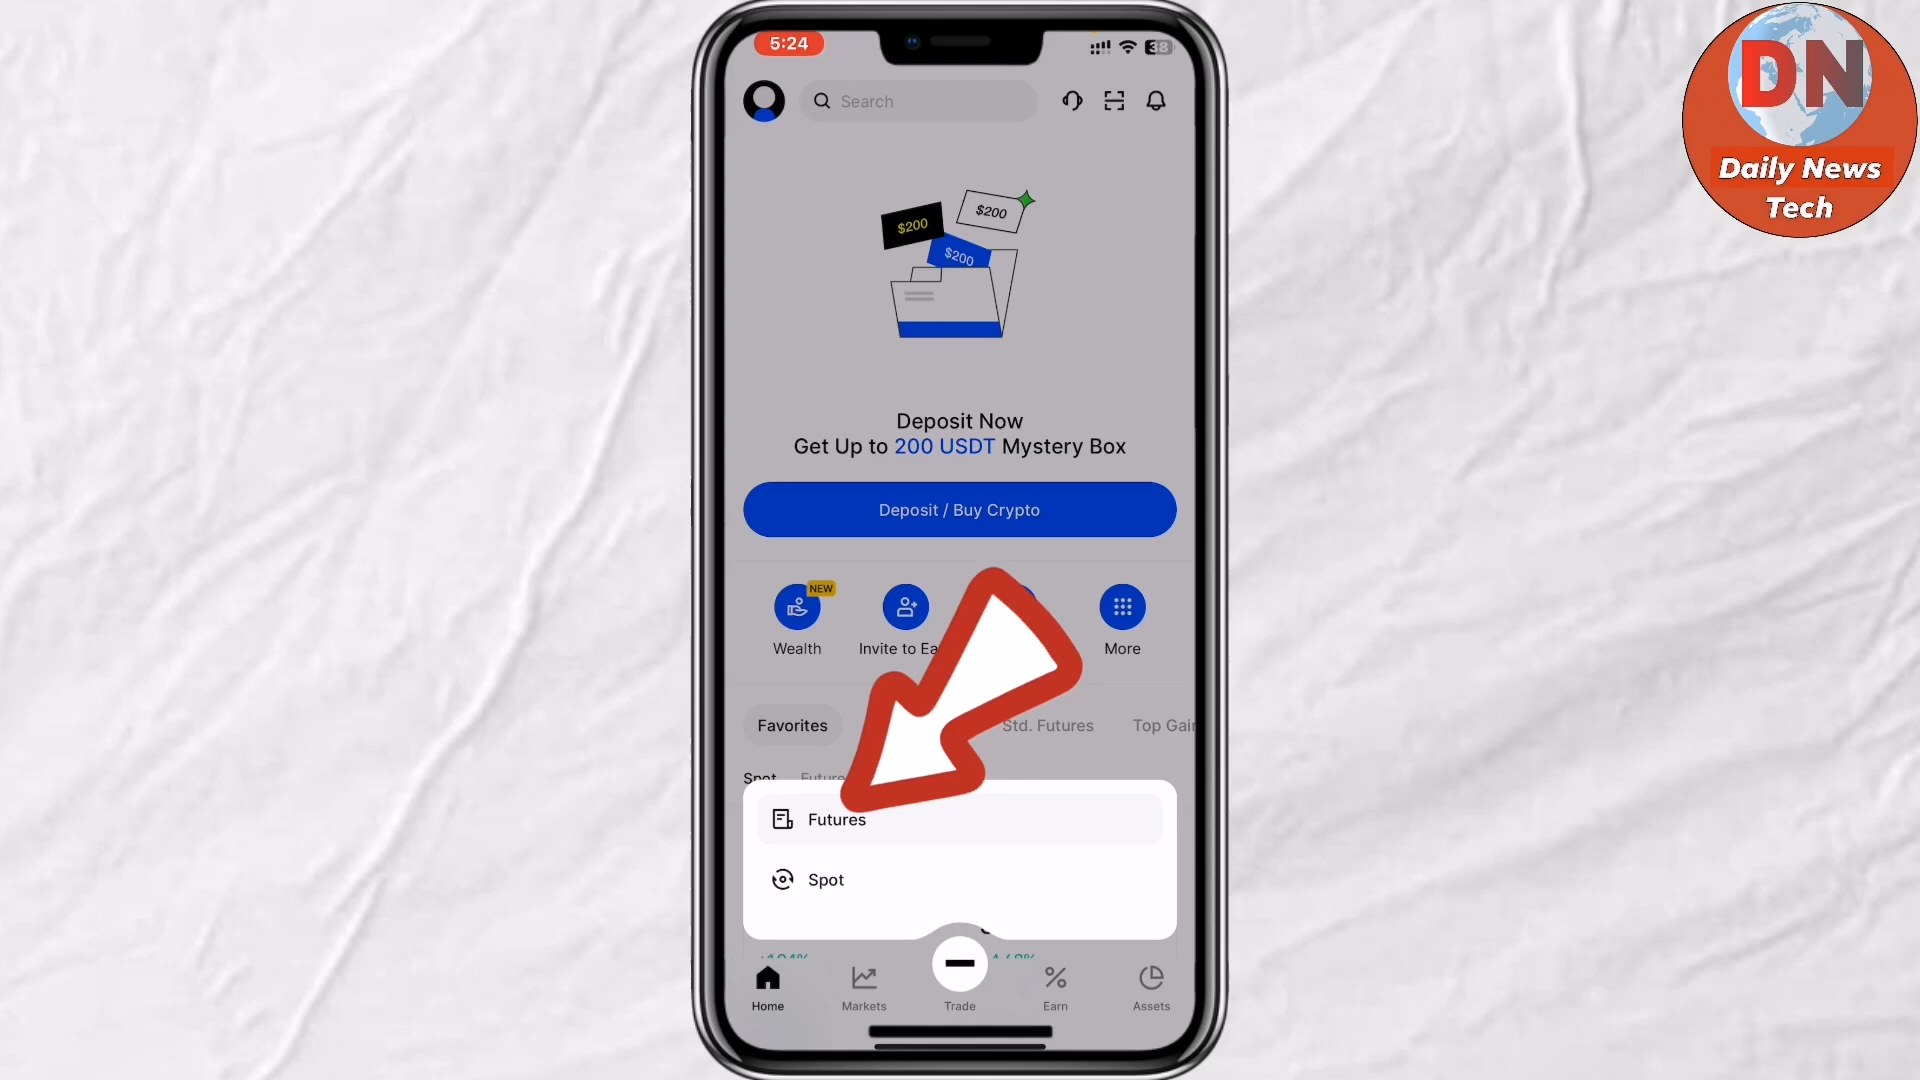 5:24
38
Search
$200
$200
$200
Deposit Now
Get Up to 200 USDT Mystery Box
Deposit / Buy Crypto
NEW
Wealth
Invite to
More
Favorites
Std. Futures
Top
Spot
Futures
Spot
Home
Markets
Trade
Earn
Assets
DN
Daily News
Tech